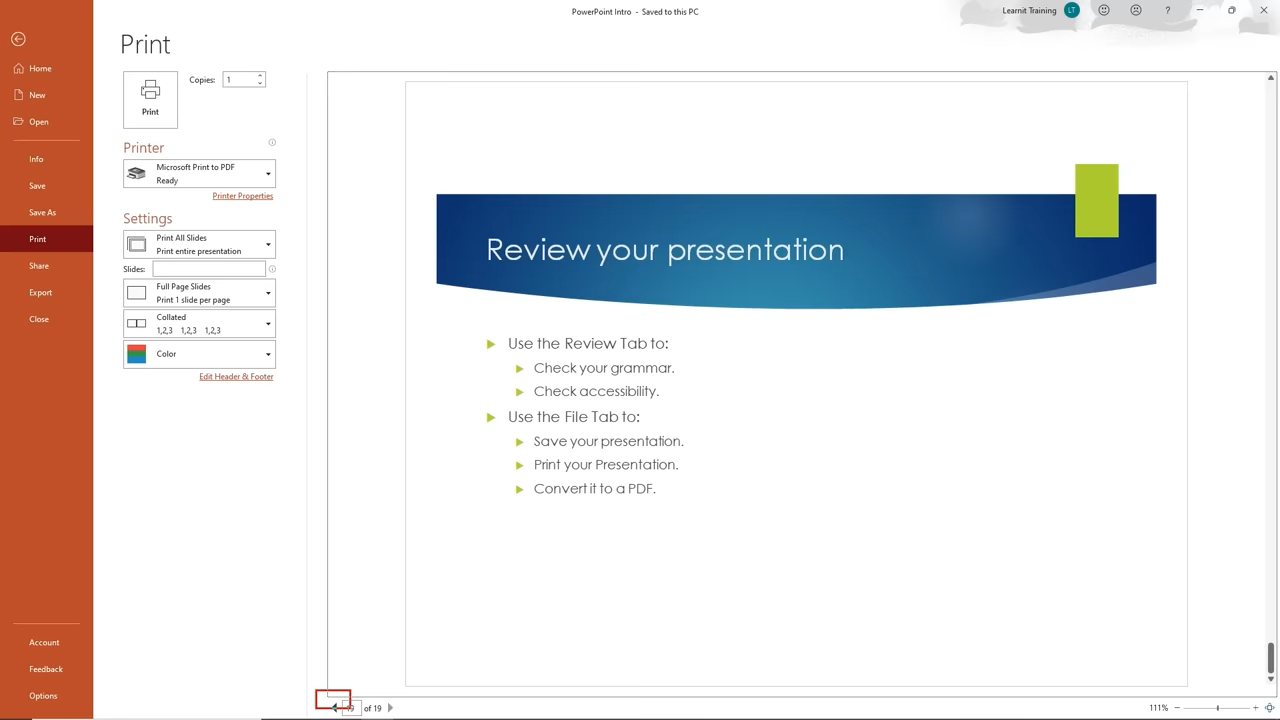 PowerPoint Intro - Saved to this PC
Learnit Training
LT
?
Print
Home
New
Open
Info
Save
Save As
Print
Share
Export
Close
Account
Feedback
Options
Print
Copies: 1
Printer
Microsoft Print to PDF
Ready
Printer Properties
Settings
Print All Slides
Print entire presentation
Slides:
Full Page Slides
Print 1 slide per page
Collated
1,2,3 1,2,3 1,2,3
Color
Edit Header & Footer
Review your presentation
Use the Review Tab to:
Check your grammar.
Check accessibility.
Use the File Tab to:
Save your presentation.
Print your Presentation.
Convert it to a PDF.
19 of 19
111%